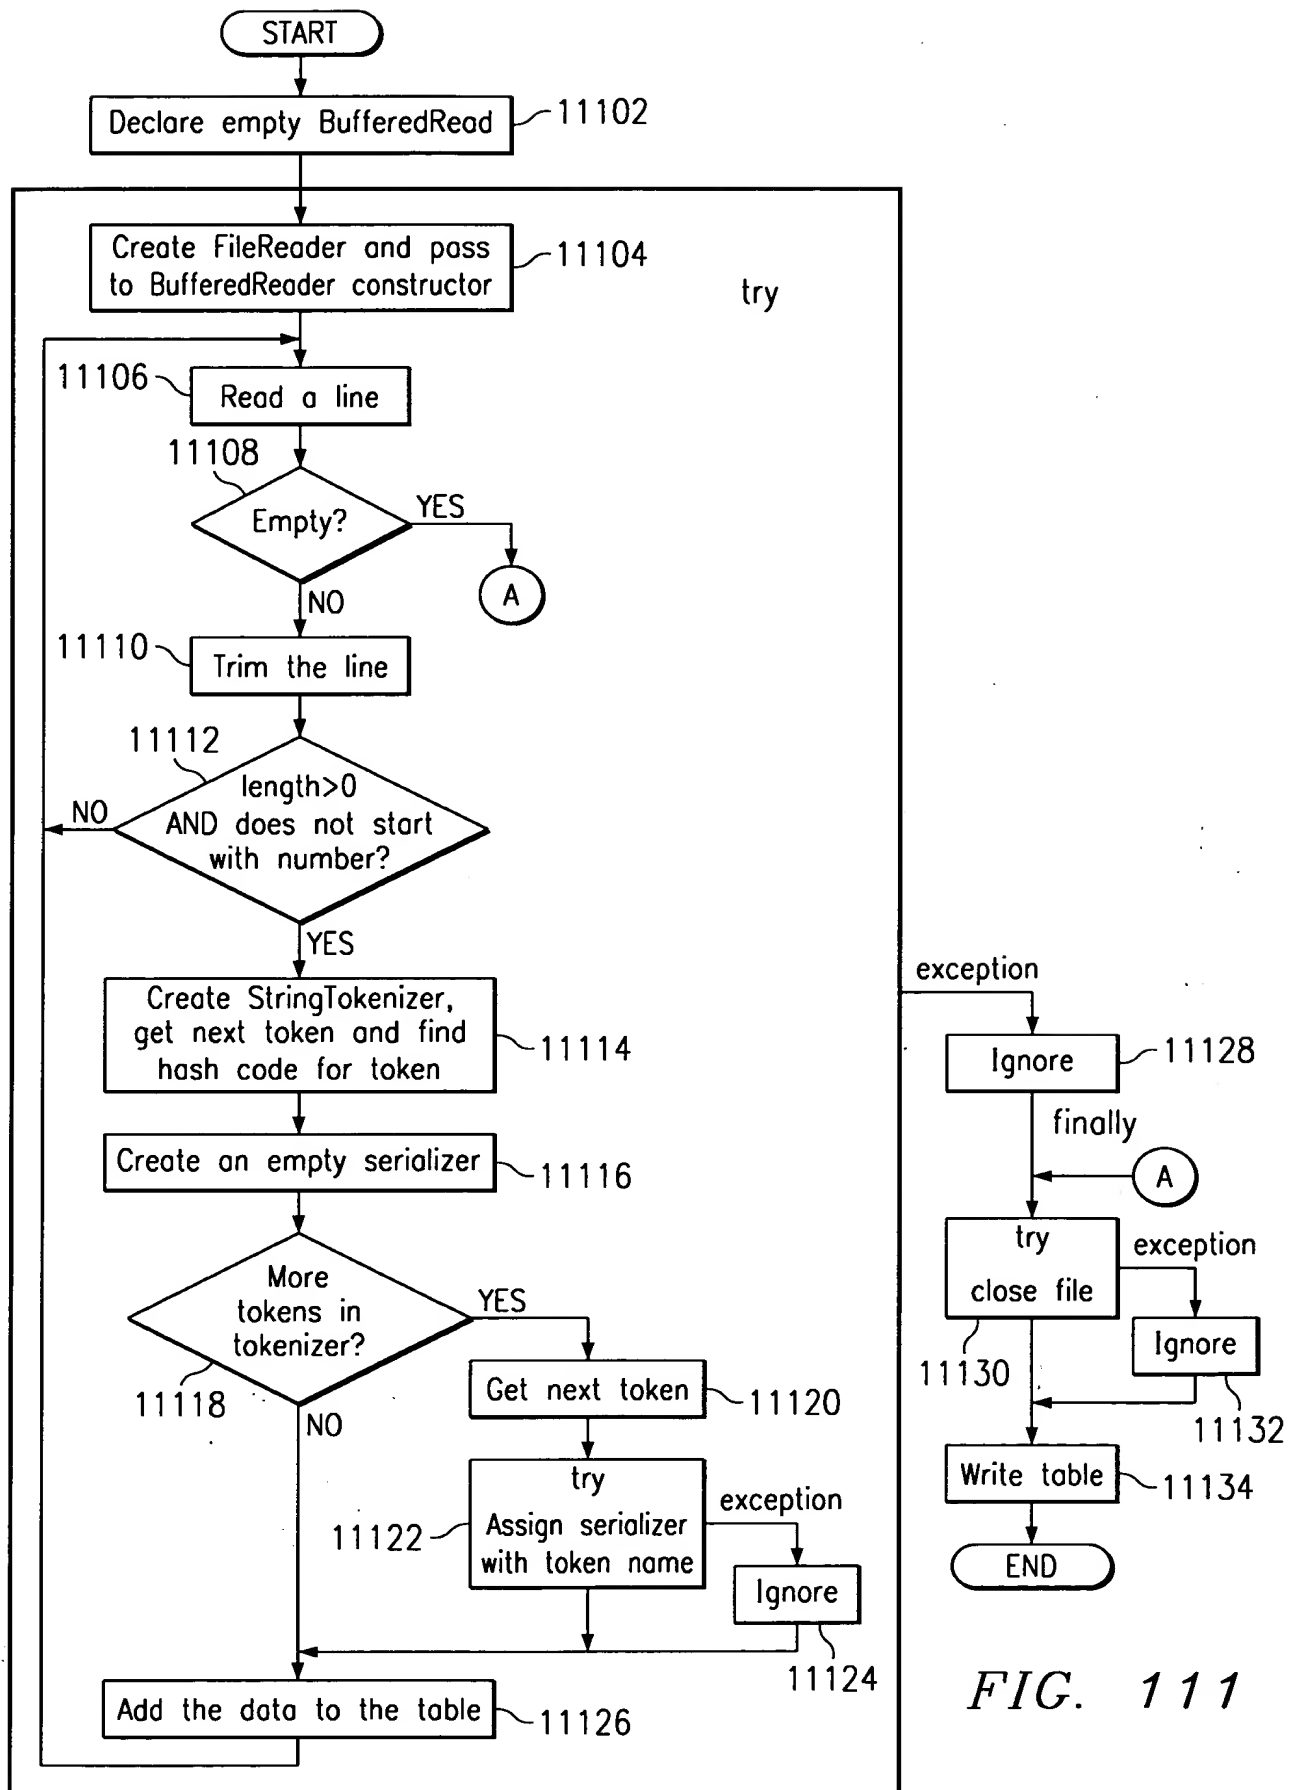 START
Declare empty BufferedRead
11102
Create FileReader and pass
to BufferedReader constructor
11104
try
11106
Read a line
11108
Empty?
YES
A
NO
11110
Trim the line
11112
length>0
AND does not start
with number?
NO
YES
Create StringTokenizer,
get next token and find
hash code for token
11114
Create an empty serializer
11116
More
tokens in
tokenizer?
YES
11118
NO
Get next token
11120
try
Assign serializer
with token name
11122
exception
Ignore
11124
Add the data to the table
11126
exception
Ignore
11128
finally
A
try
close file
exception
11130
Ignore
11132
Write table
11134
END
FIG. 111